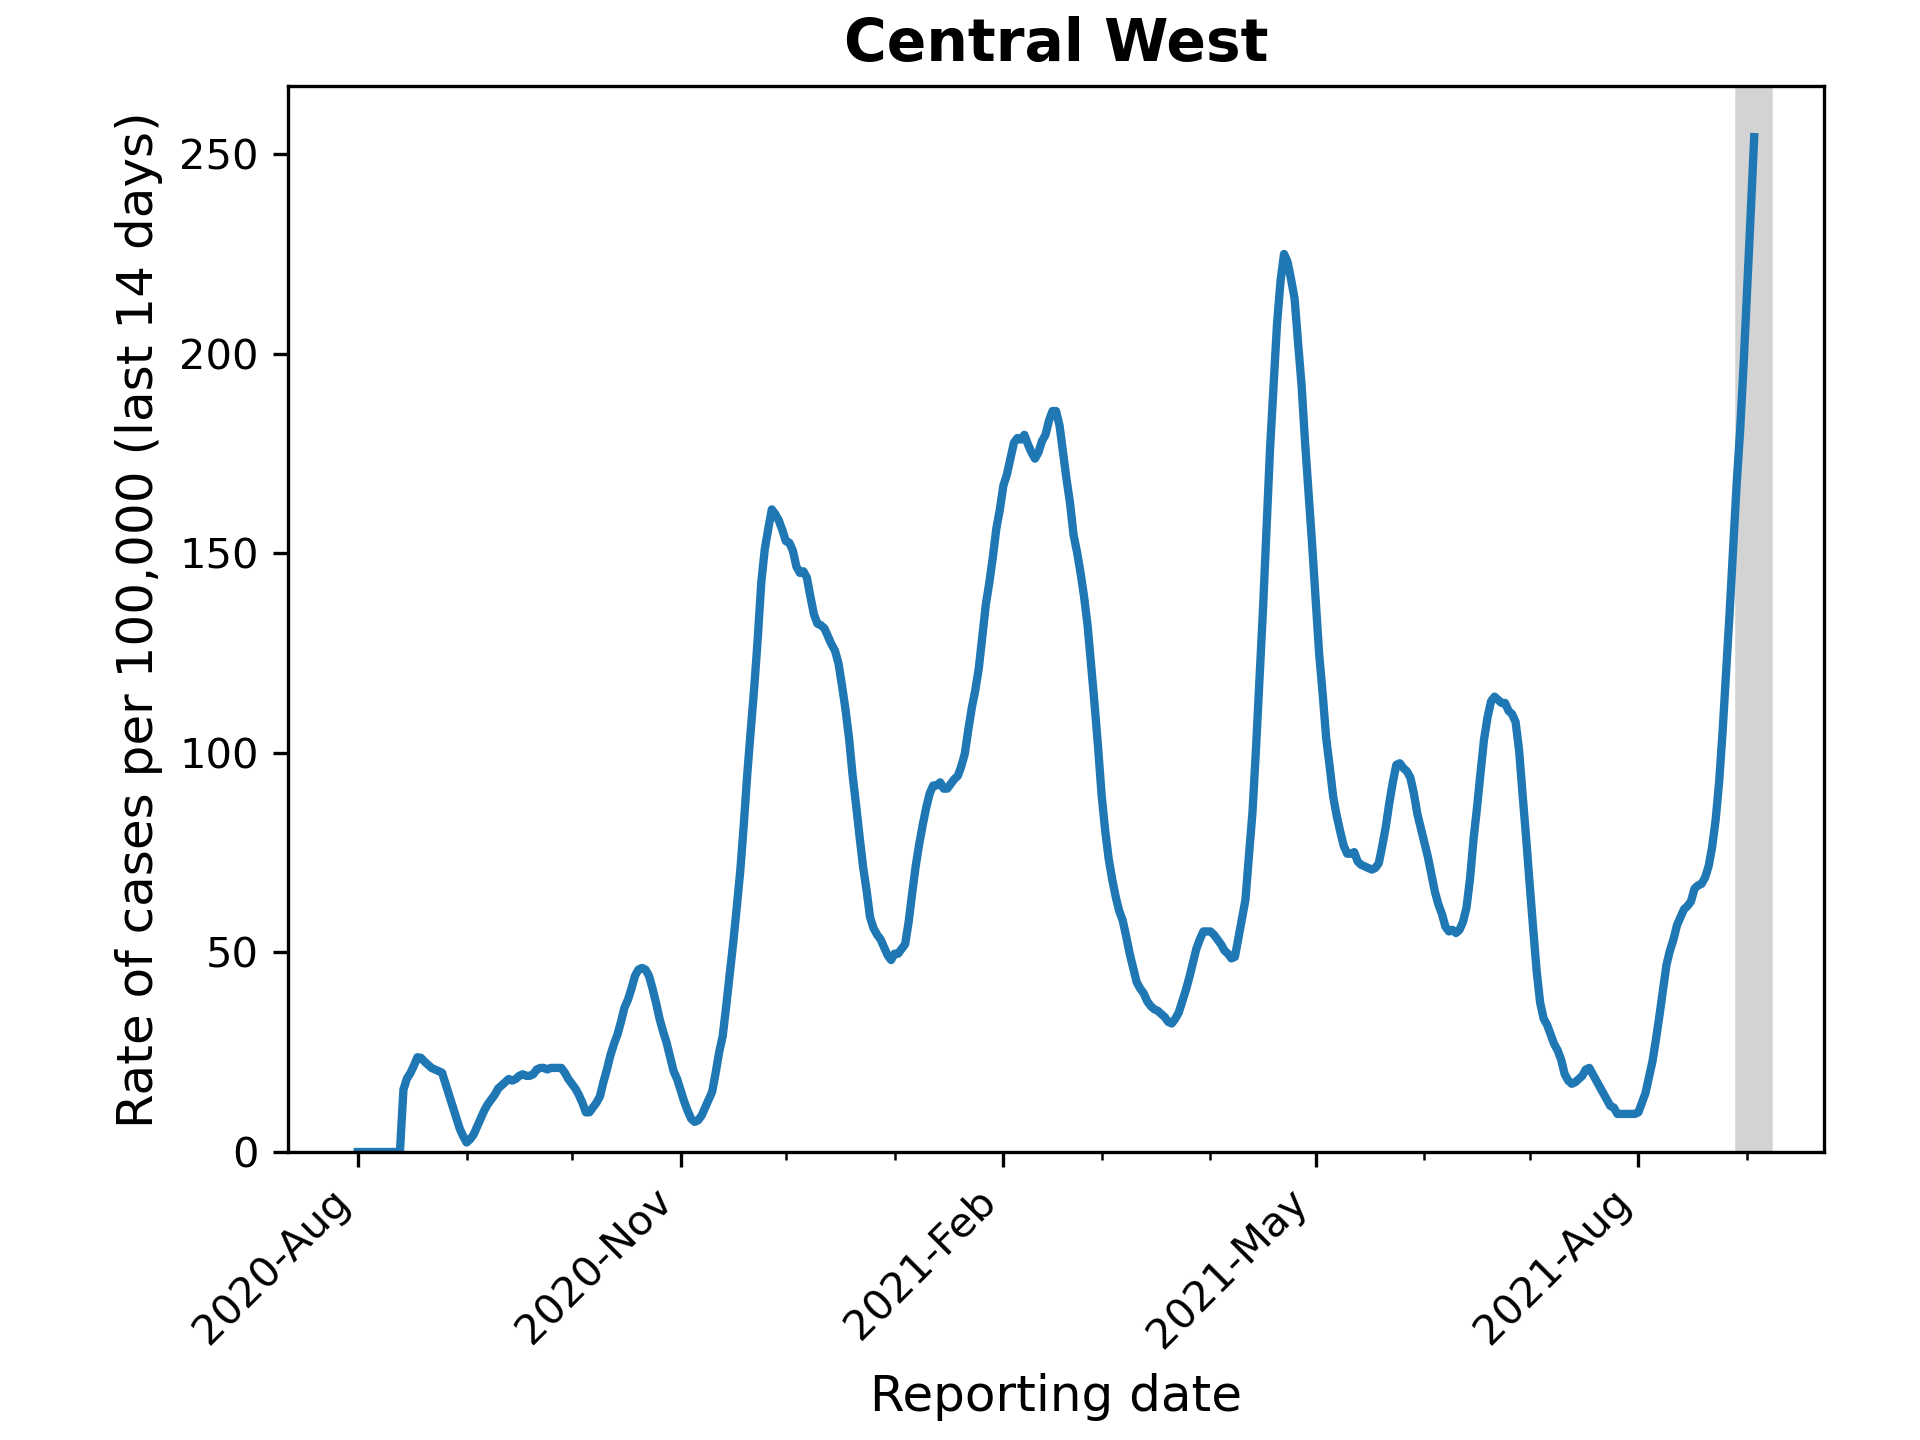 Central West
Rate of cases per 100,000 (last 14 days)
250
200
150
100
50
0
2020-Aug
2020-Nov
2021-Feb
2021-May
2021-Aug
Reporting date